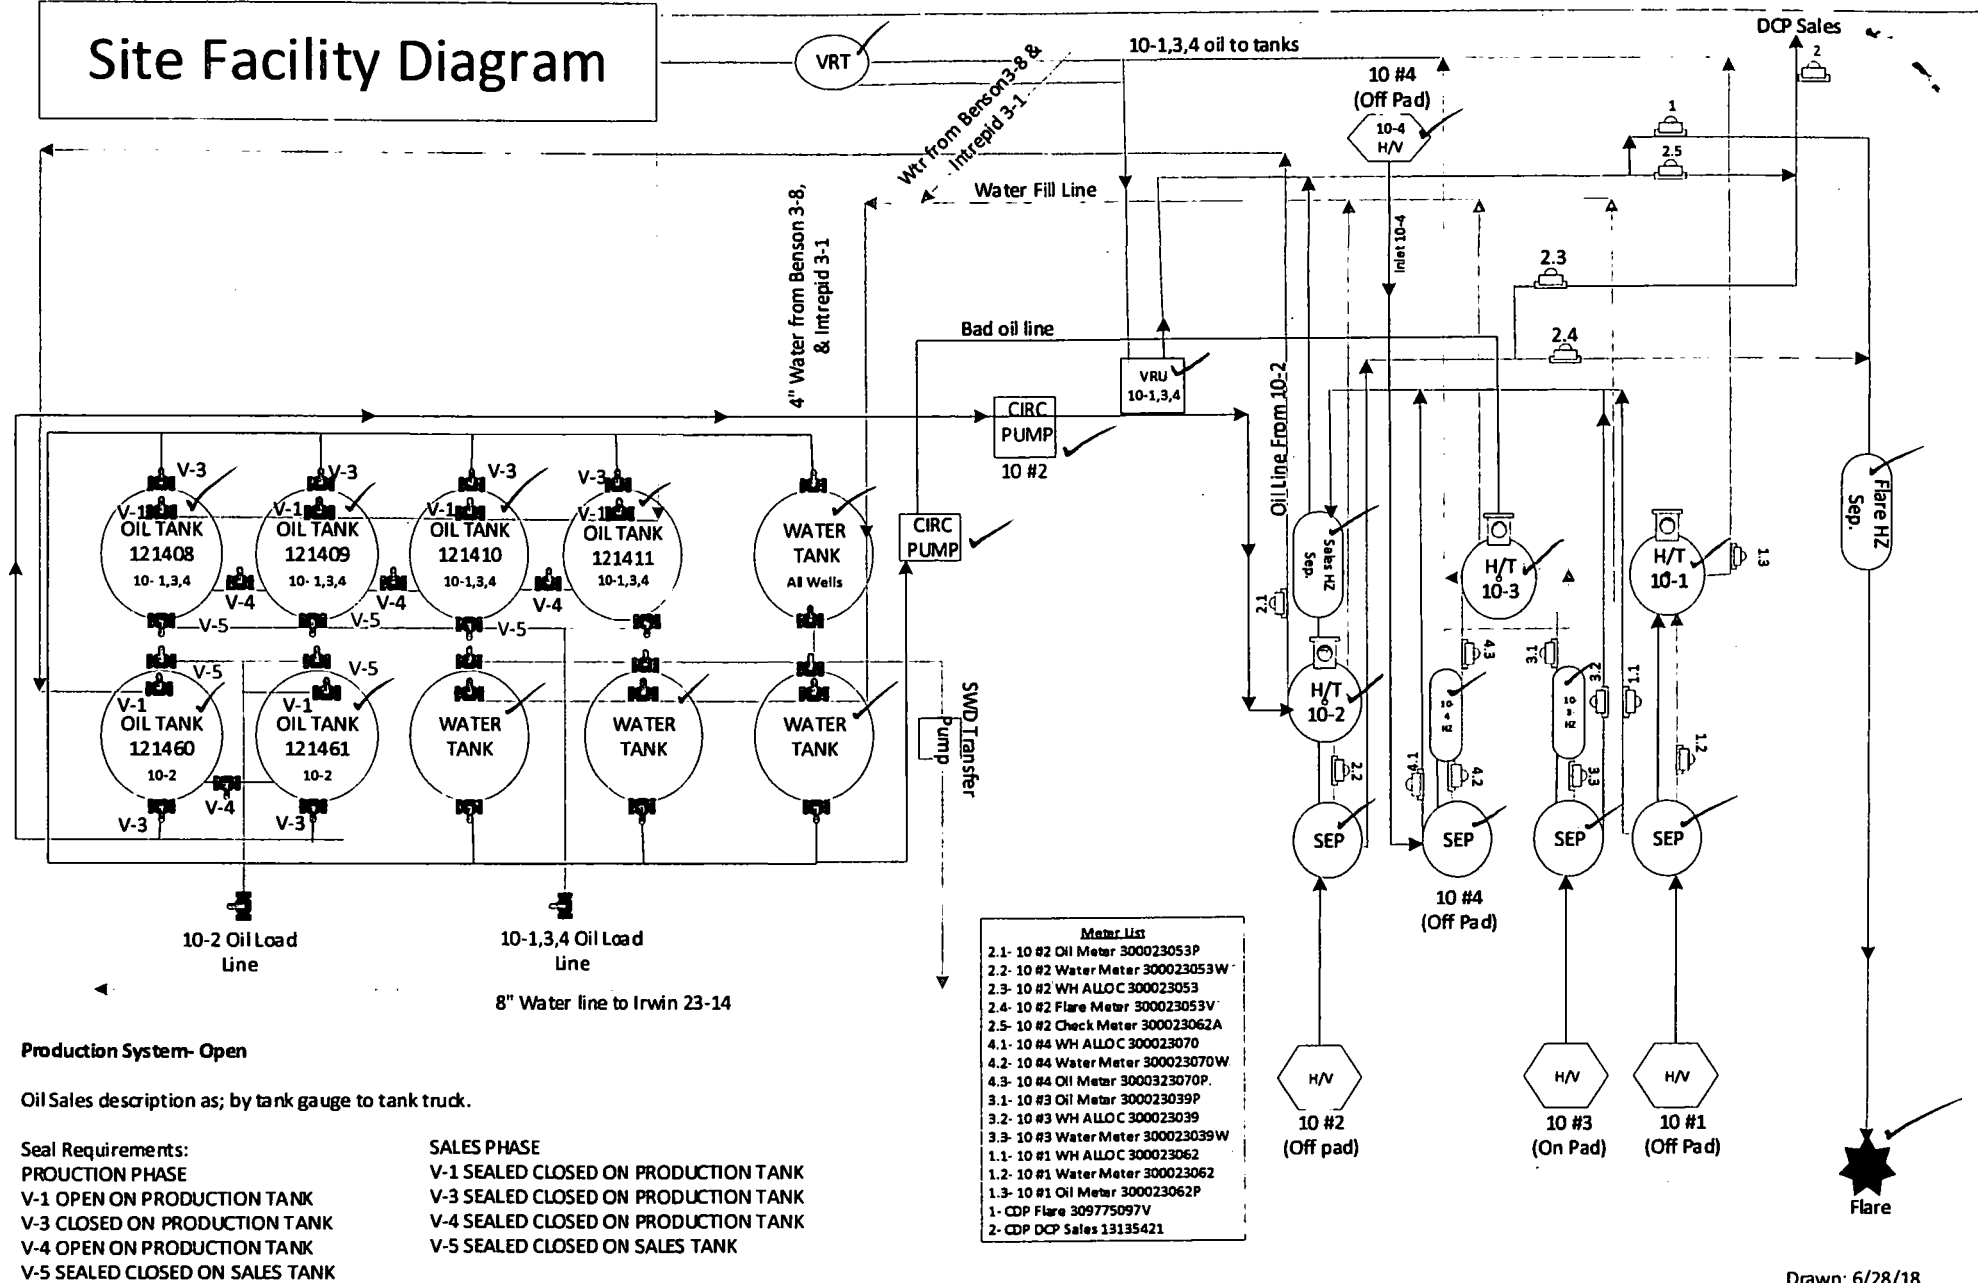 Site Facility Diagram
VRT
10-1,3,4 oil to tanks
DCP Sales
2
Wtr from Benson3-8 &
Intrepid 3-1
10 #4
(Off Pad)
10-4
H/V
1
2.5
Water Fill Line
Inlet 10-4
4" Water from Benson 3-8,
& Intrepid 3-1
2.3
2.4
Bad oil line
VRU
10-1,3,4
Oil Line From 10-2
CIRC
PUMP
10 #2
CIRC
PUMP
V-3
V-3
V-3
V-3
V-1
OIL TANK
121408
10- 1,3,4
V-1
OIL TANK
121409
10- 1,3,4
V-1
OIL TANK
121410
10-1,3,4
V-1
OIL TANK
121411
10-1,3,4
WATER
TANK
All Wells
V-4
V-4
V-4
V-5
V-5
V-5
V-5
V-5
V-1
OIL TANK
121460
10-2
V-1
OIL TANK
121461
10-2
WATER
TANK
WATER
TANK
WATER
TANK
V-4
V-3
V-3
SWD Transfer
Pump
Sales HZ
Sep.
2.1
H/T
10-2
2.2
H/T
10-3
H/T
10-1
1.3
Flare HZ
Sep.
4.3
3.1
3.2
1.1
10-
4
HZ
10-
3-
HZ
4.1
4.2
3.3
1.2
SEP
SEP
SEP
SEP
10 #4
(Off Pad)
10-2 Oil Load
Line
10-1,3,4 Oil Load
Line
8" Water line to Irwin 23-14
Meter List
2.1- 10 #2 Oil Meter 300023053P
2.2- 10 #2 Water Meter 300023053W
2.3- 10 #2 WH ALLOC 300023053
2.4- 10 #2 Flare Meter 300023053V
2.5- 10 #2 Check Meter 300023062A
4.1- 10 #4 WH ALLOC 300023070
4.2- 10 #4 Water Meter 300023070W
4.3- 10 #4 Oil Meter 3000323070P.
3.1- 10 #3 Oil Meter 300023039P
3.2- 10 #3 WH ALLOC 300023039
3.3- 10 #3 Water Meter 300023039W
1.1- 10 #1 WH ALLOC 300023062
1.2- 10 #1 Water Meter 300023062
1.3- 10 #1 Oil Meter 300023062P
1- CDP Flare 309775097V
2- CDP DCP Sales 13135421
H/V
10 #2
(Off pad)
H/V
10 #3
(On Pad)
H/V
10 #1
(Off Pad)
Flare
Production System- Open
Oil Sales description as; by tank gauge to tank truck.
Seal Requirements:
PROUCTION PHASE
V-1 OPEN ON PRODUCTION TANK
V-3 CLOSED ON PRODUCTION TANK
V-4 OPEN ON PRODUCTION TANK
V-5 SEALED CLOSED ON SALES TANK
SALES PHASE
V-1 SEALED CLOSED ON PRODUCTION TANK
V-3 SEALED CLOSED ON PRODUCTION TANK
V-4 SEALED CLOSED ON PRODUCTION TANK
V-5 SEALED CLOSED ON SALES TANK
Drawn: 6/28/18